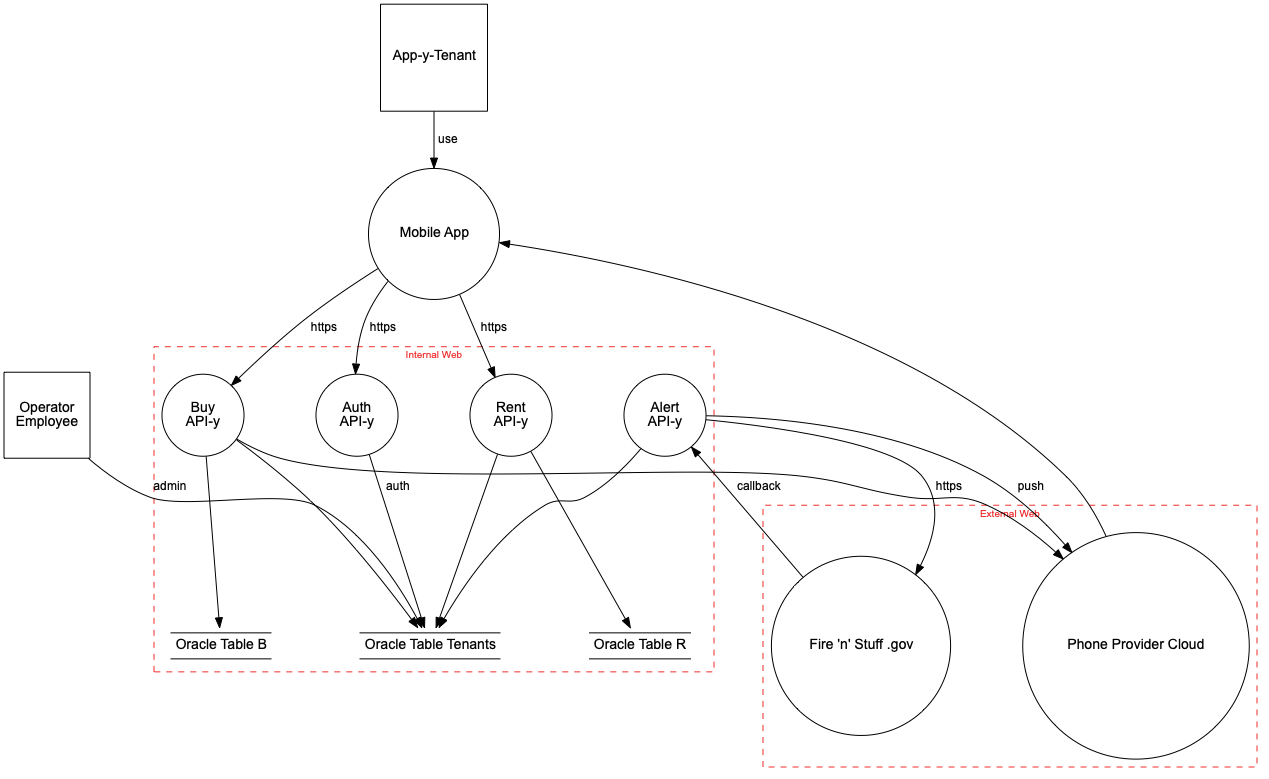 App-y-Tenant
use
Mobile App
https
https
https
Internal Web
Operator
Employee
Buy
API-y
Auth
API-y
Rent
API-y
Alert
API-y
admin
auth
callback
https
push
External Web
Oracle Table B
Oracle Table Tenants
Oracle Table R
Fire 'n' Stuff .gov
Phone Provider Cloud